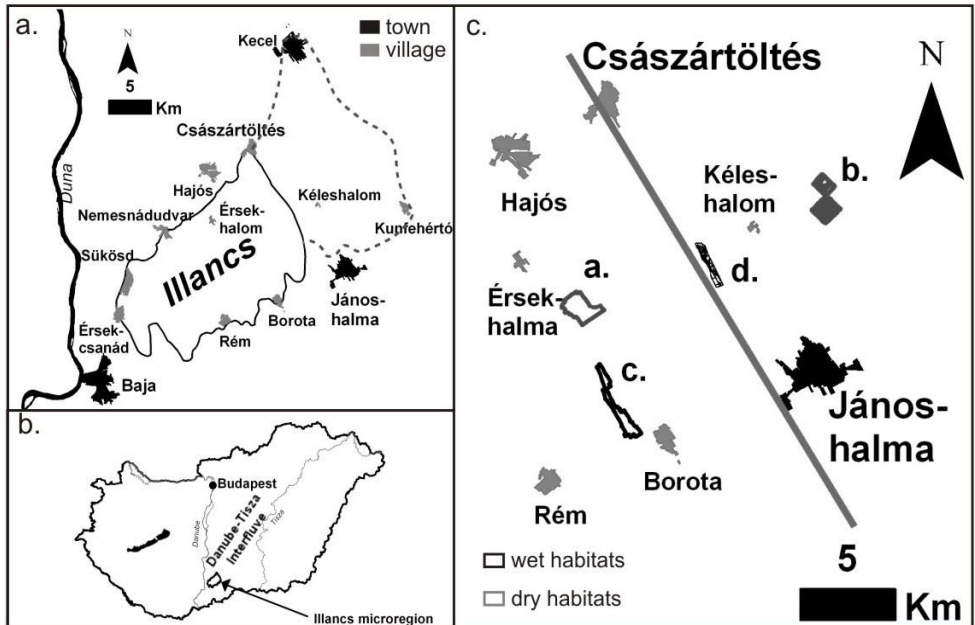 a.
N
5
Km
town
village
Kecel
Duna
Császártöltés
Hajós
Kéleshalom
Nemesnádudvar
Érsek-
halom
Kunfehértó
Sükösd
Illancs
János-
halma
Borota
Rém
Érsek-
csanád
Baja
b.
Budapest
Danube
Danube-Tisza
Interfluve
Tisza
Illancs microregion
c.
Császártöltés
N
Hajós
Kéles-
halom
b.
d.
a.
Érsek-
halma
c.
János-
halma
Borota
Rém
wet habitats
dry habitats
5
Km